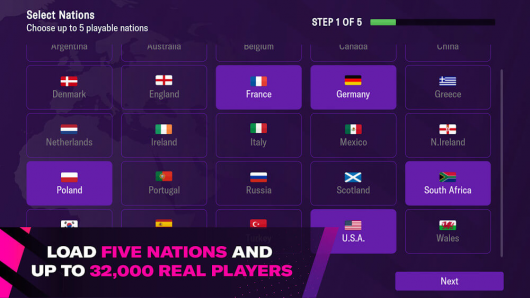 Select Nations
Choose up to 5 playable nations
STEP 1 OF 5
Argentina Australia Belgium Canada China
Denmark England France Germany Greece
Netherlands Ireland Italy Mexico N.Ireland
Poland Portugal Russia Scotland South Africa
U.S.A. Wales
LOAD FIVE NATIONS AND
UP TO 32,000 REAL PLAYERS
Next